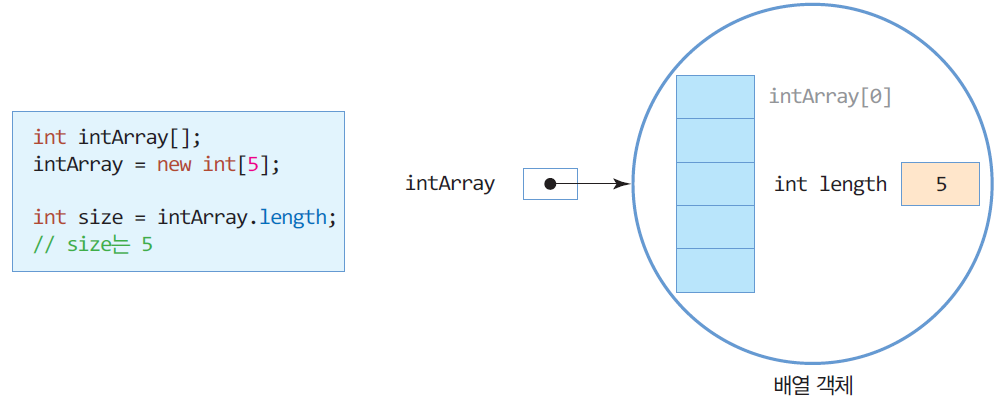 int intArray[];
intArray = new int[5];
int size = intArray.length;
// size는 5
intArray
intArray[0]
int length 5
배열 객체